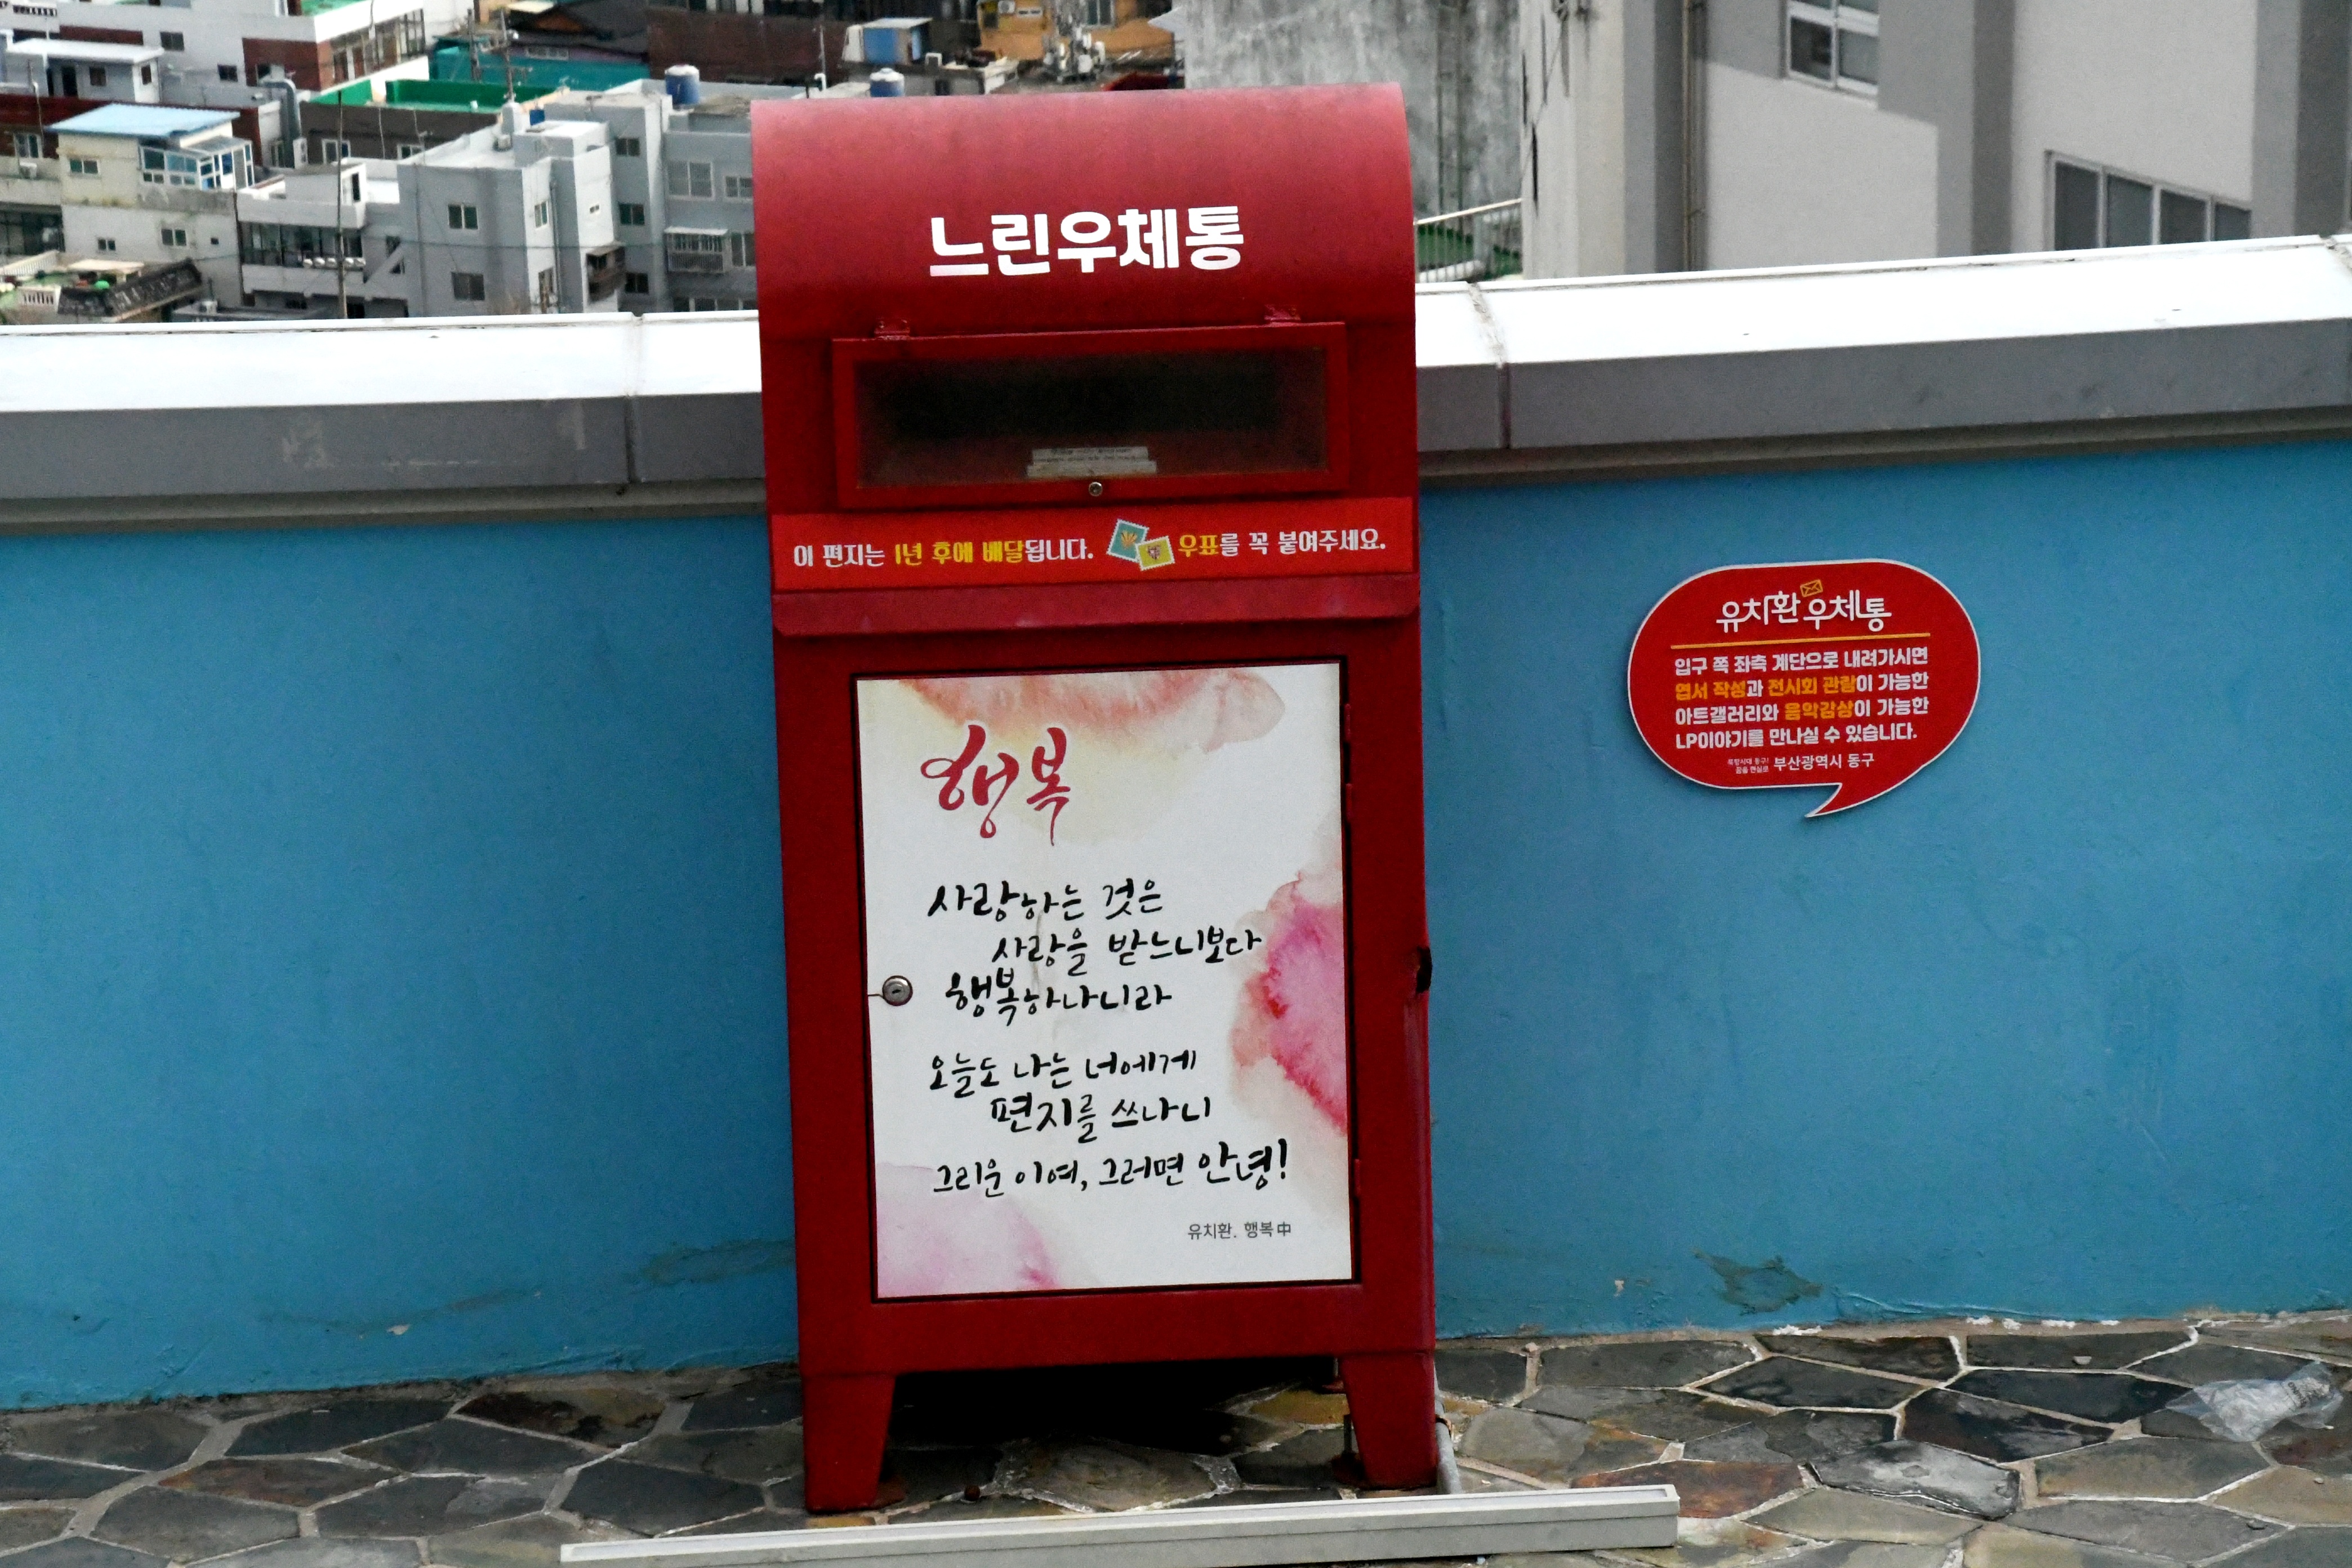 느린우체통
이 편지는 1년 후에 배달됩니다. 우표를 꼭 붙여주세요.
행복
사랑하는 것은
사랑을 받느니보다
행복하나니라
오늘도 나는 너에게
편지를 쓰나니
그리운 이여, 그러면 안녕!
유치환. 행복 中
유치환 우체통
입구 쪽 좌측 계단으로 내려가시면
엽서 작성과 전시회 관람이 가능한
아트갤러리와 음악감상이 가능한
LP이야기를 만나실 수 있습니다.
부산광역시 동구